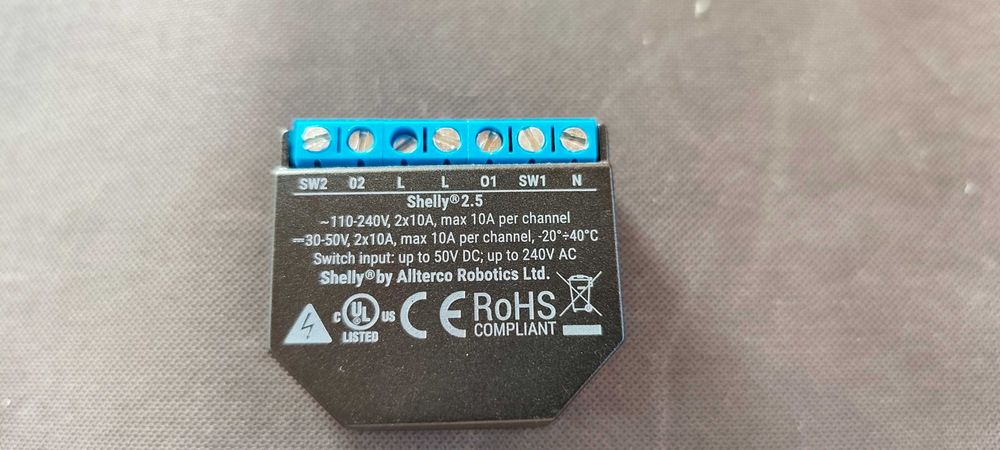 SW2 02 L L 01 SW1 N
Shelly® 2.5
~110-240V, 2x10A, max 10A per channel
⎓30-50V, 2x10A, max 10A per channel, -20°÷40°C
Switch input: up to 50V DC; up to 240V AC
Shelly® by Allterco Robotics Ltd.
C UL ® US LISTED
CE
RoHS
COMPLIANT